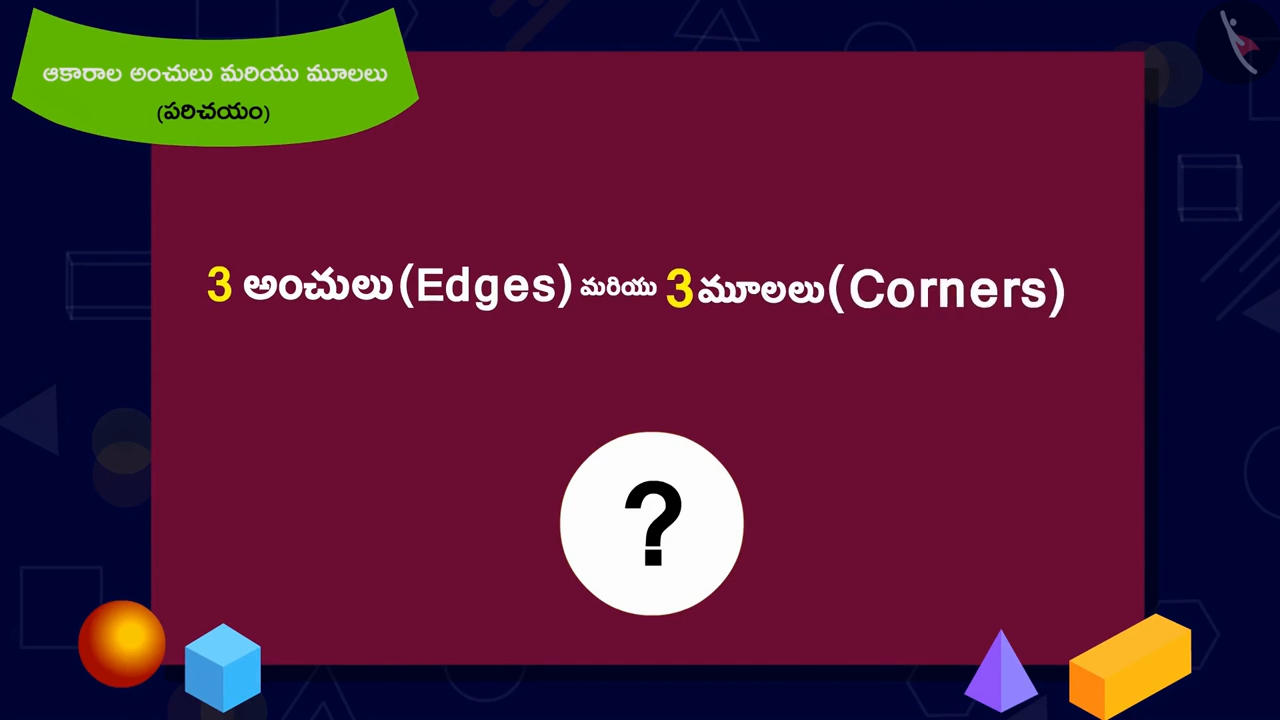 ఆకారాల అంచులు మరియు మూలలు
(పరిచయం)
3 అంచులు(Edges) మరియు 3 మూలలు(Corners)
?